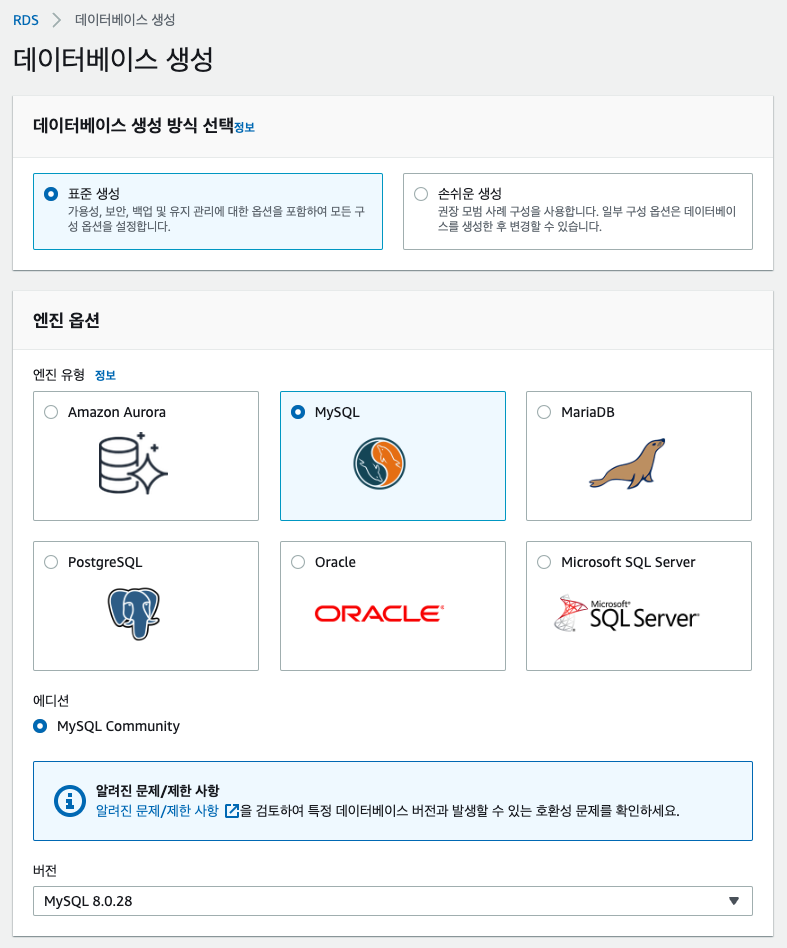 RDS > 데이터베이스 생성
데이터베이스 생성
데이터베이스 생성 방식 선택 정보
표준 생성
가용성, 보안, 백업 및 유지 관리에 대한 옵션을 포함하여 모든 구
성 옵션을 설정합니다.
손쉬운 생성
권장 모범 사례 구성을 사용합니다. 일부 구성 옵션은 데이터베이
스를 생성한 후 변경할 수 있습니다.
엔진 옵션
엔진 유형 정보
Amazon Aurora
MySQL
MariaDB
PostgreSQL
Oracle
ORACLE
Microsoft SQL Server
Microsoft
SQL Server
에디션
MySQL Community
알려진 문제/제한 사항
알려진 문제/제한 사항 을 검토하여 특정 데이터베이스 버전과 발생할 수 있는 호환성 문제를 확인하세요.
버전
MySQL 8.0.28